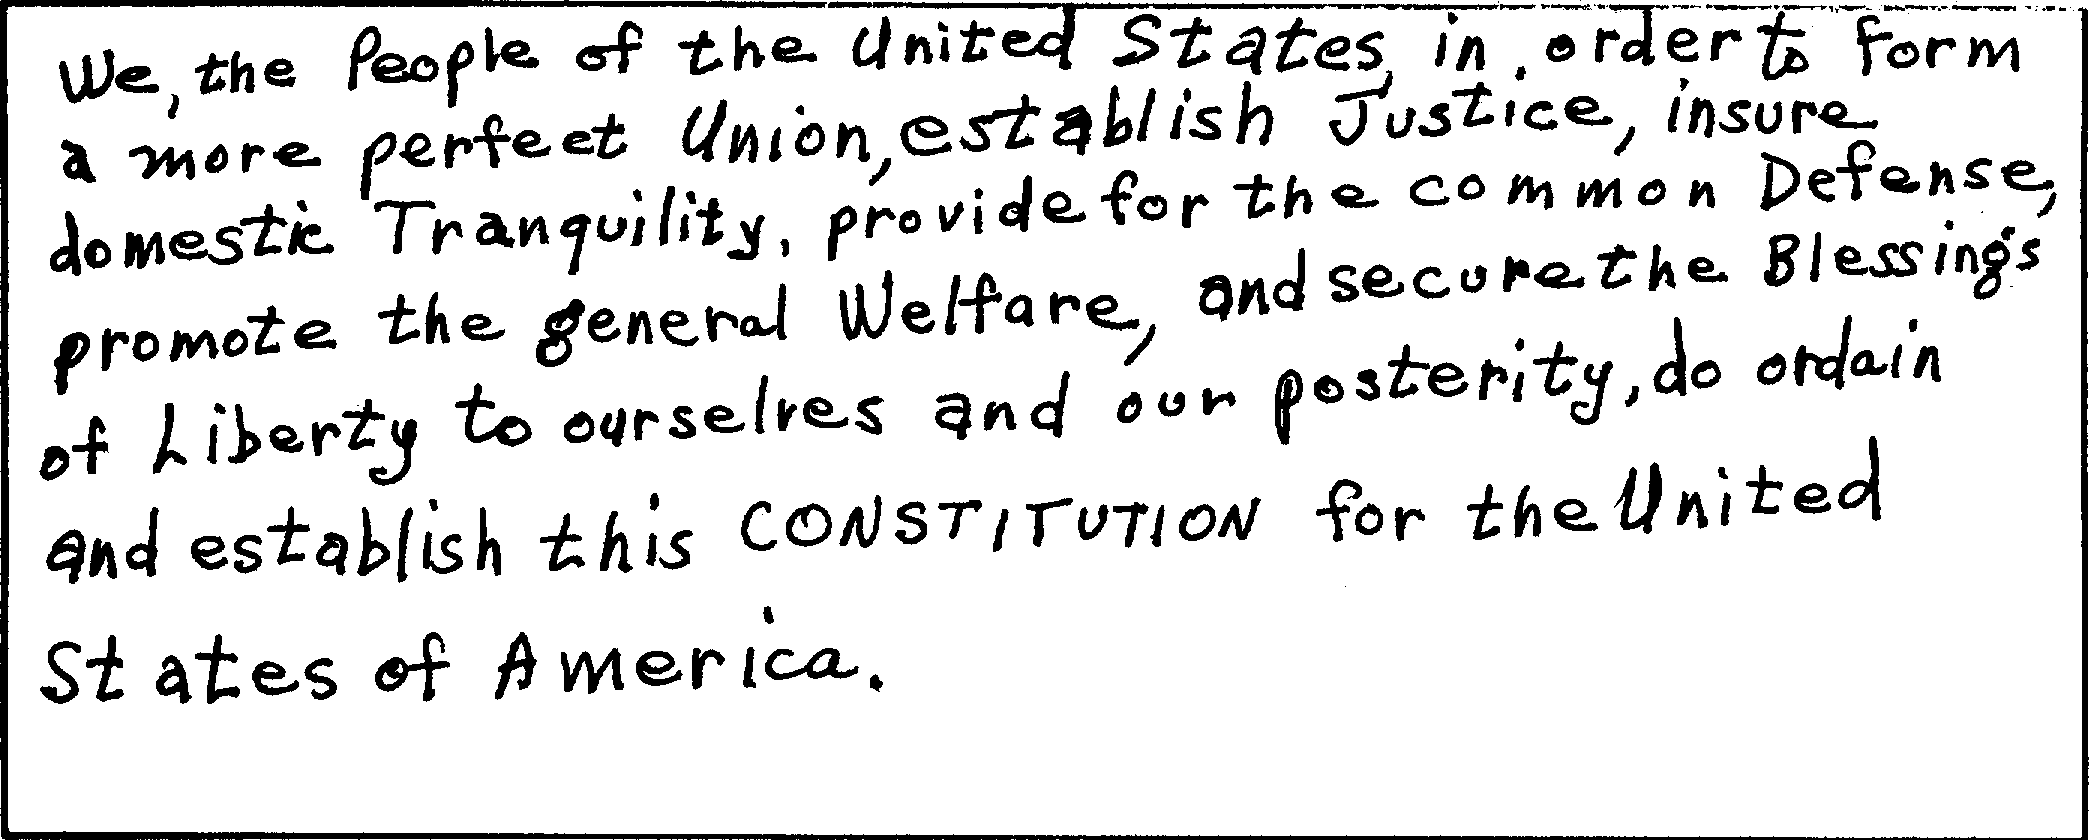 We, the People of the United States, in order to form
a more perfect Union, establish Justice, insure
domestic Tranquility, provide for the common Defense,
promote the general Welfare, and secure the Blessings
of Liberty to ourselves and our posterity, do ordain
and establish this CONSTITUTION for the United
States of America.